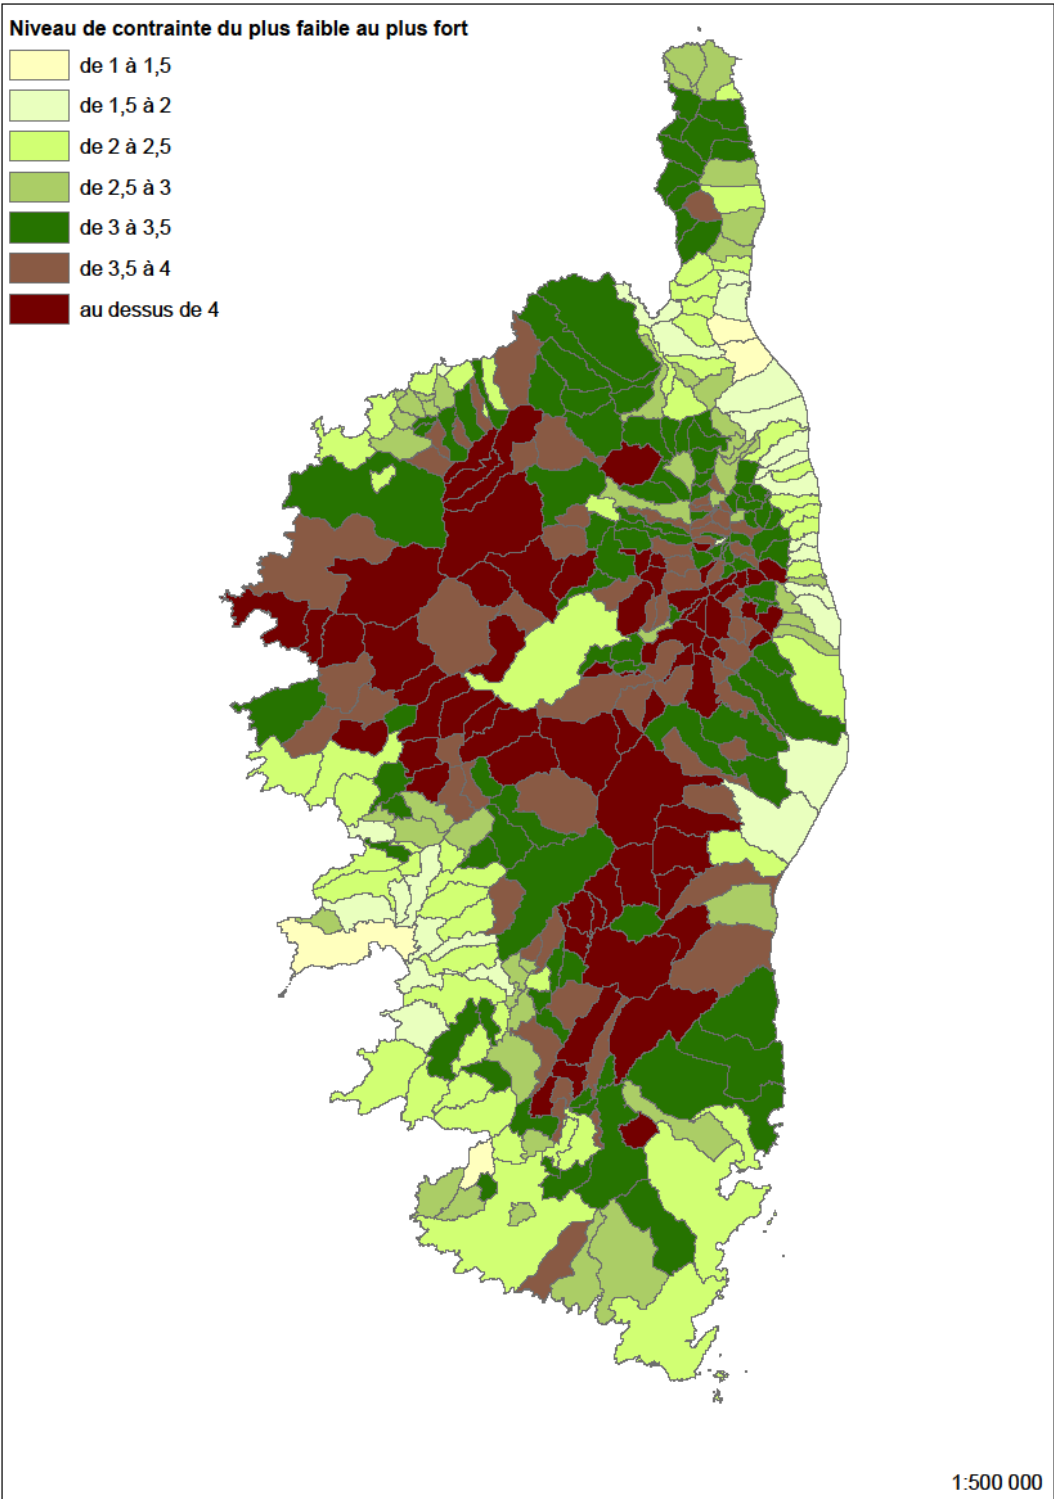 Niveau de contrainte du plus faible au plus fort
de 1 à 1,5
de 1,5 à 2
de 2 à 2,5
de 2,5 à 3
de 3 à 3,5
de 3,5 à 4
au dessus de 4
1:500 000